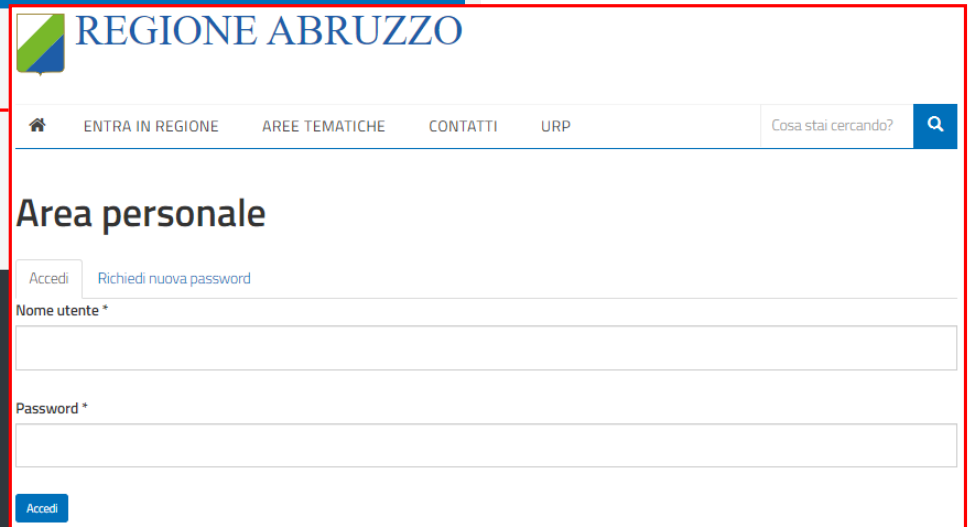 REGIONE ABRUZZO
ENTRA IN REGIONE AREE TEMATICHE CONTATTI URP Cosa stai cercando?
Area personale
Accedi Richiedi nuova password
Nome utente *
Password *
Accedi